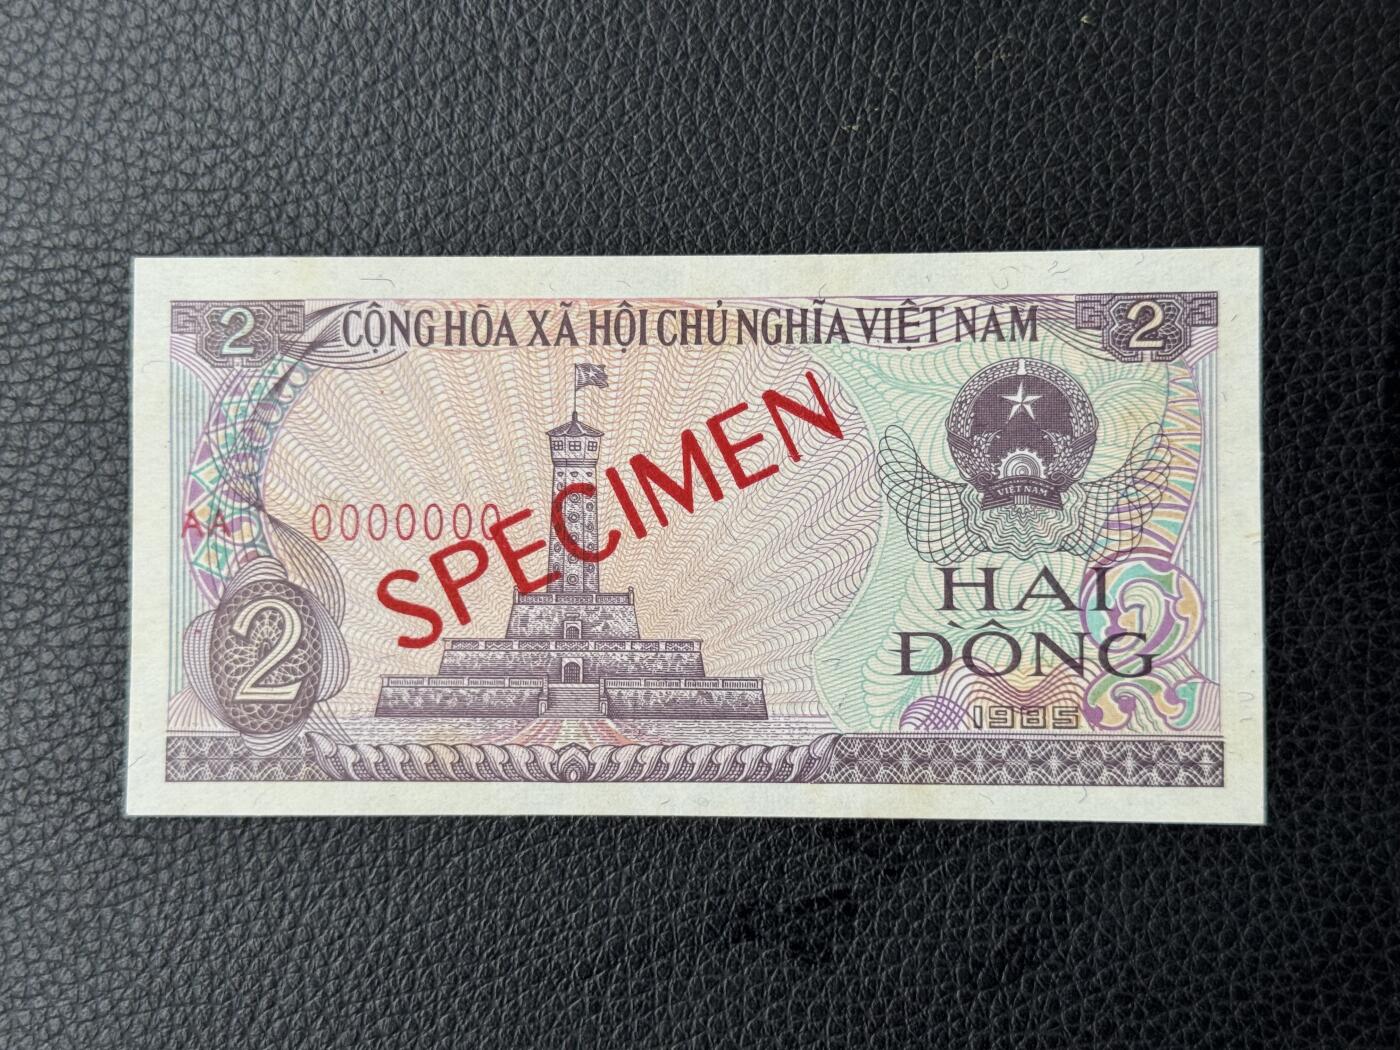 2
CỘNG HÒA XÃ HỘI CHỦ NGHĨA VIỆT NAM
2
SPECIMEN
AA 0000000
VIỆT NAM
2
HAI
ĐỒNG
1985